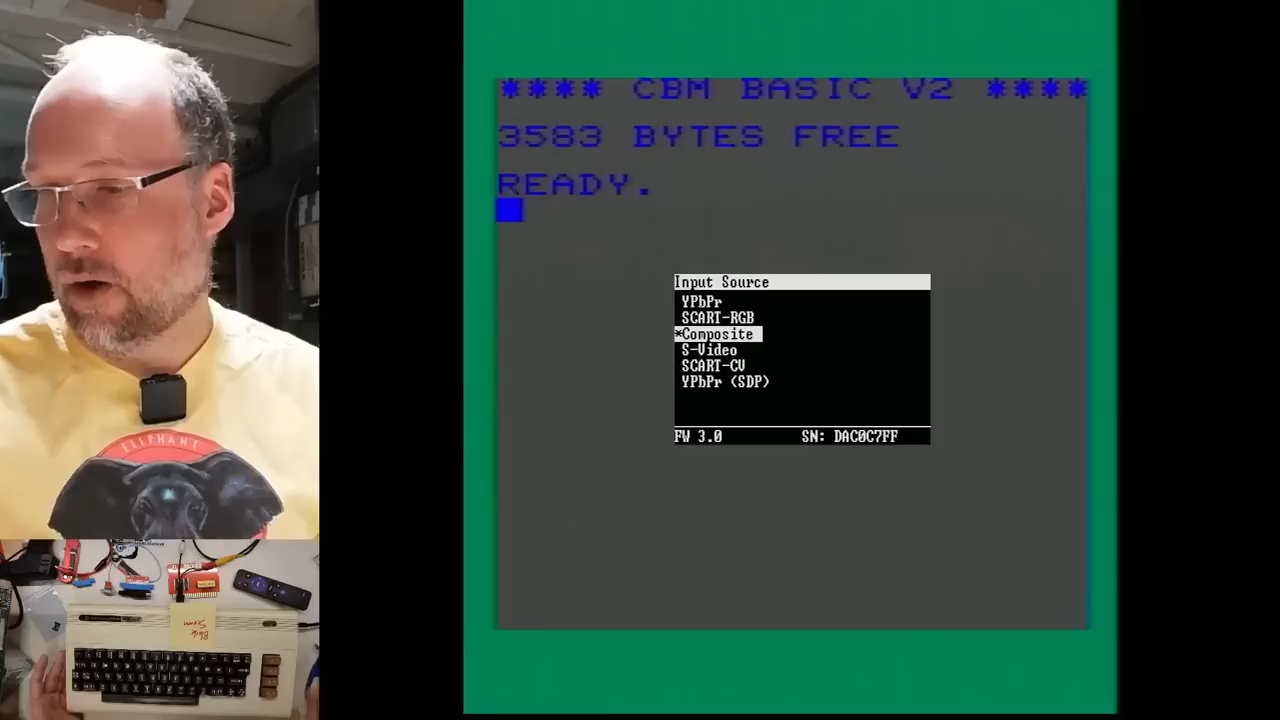 **** CBM BASIC V2 ****
3583 BYTES FREE
READY.
Input Source
YPbPr
SCART-RGB
*Composite
S-Video
SCART-CV
YPbPr (SDP)
FW 3.0
SN: DAC0C7FF
ELEPHANT